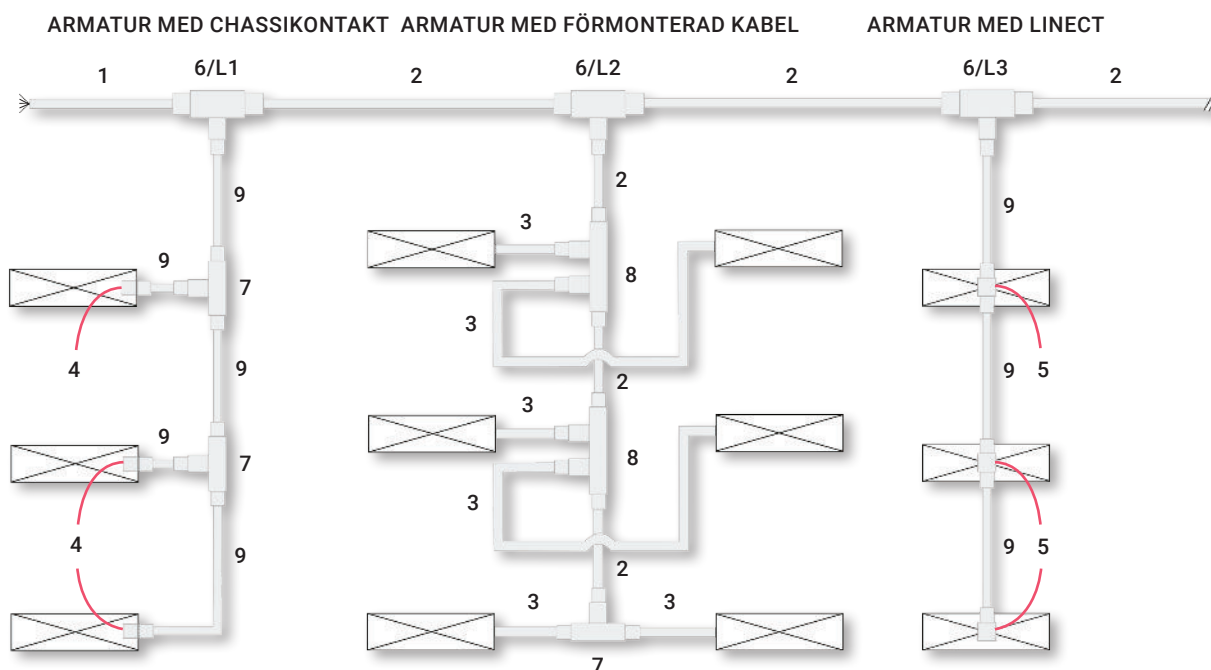 ARMATUR MED CHASSIKONTAKT ARMATUR MED FÖRMONTERAD KABEL ARMATUR MED LINECT
1 6/L1 2 6/L2 2 6/L3 2
9 2 9
3
9 7 8
4 3 9 5
9 2
3
9 7 8
3
4 9 9 5
2
3 3
7